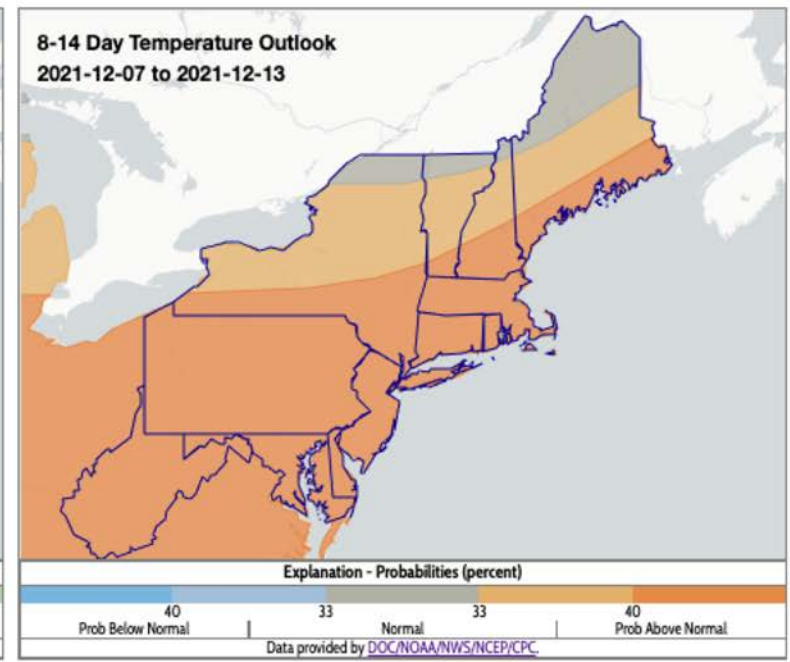 8-14 Day Temperature Outlook
2021-12-07 to 2021-12-13
Explanation - Probabilities (percent)
40 33 33 40
Prob Below Normal Normal Prob Above Normal
Data provided by DOC/NOAA/NWS/NCEP/CPC.